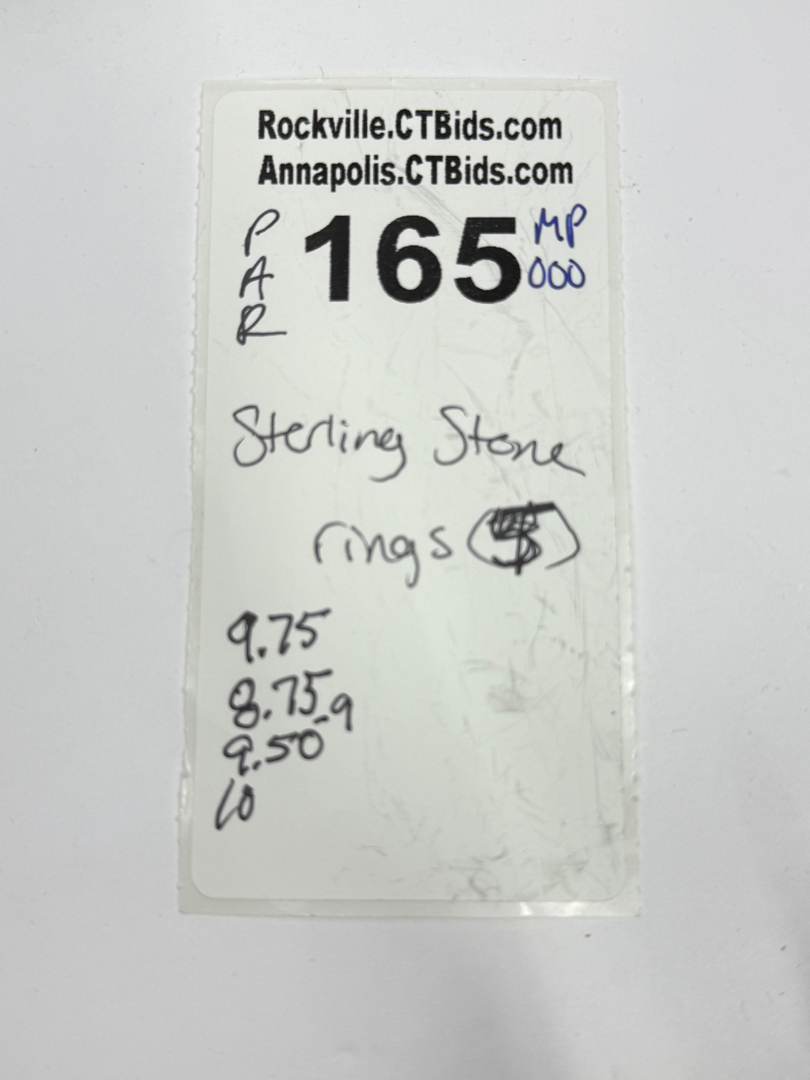 Rockville.CTBids.com
Annapolis.CTBids.com
PAR
165
MP
000
Sterling Stone
rings (5)
9.75
8.75-9
9.50
10